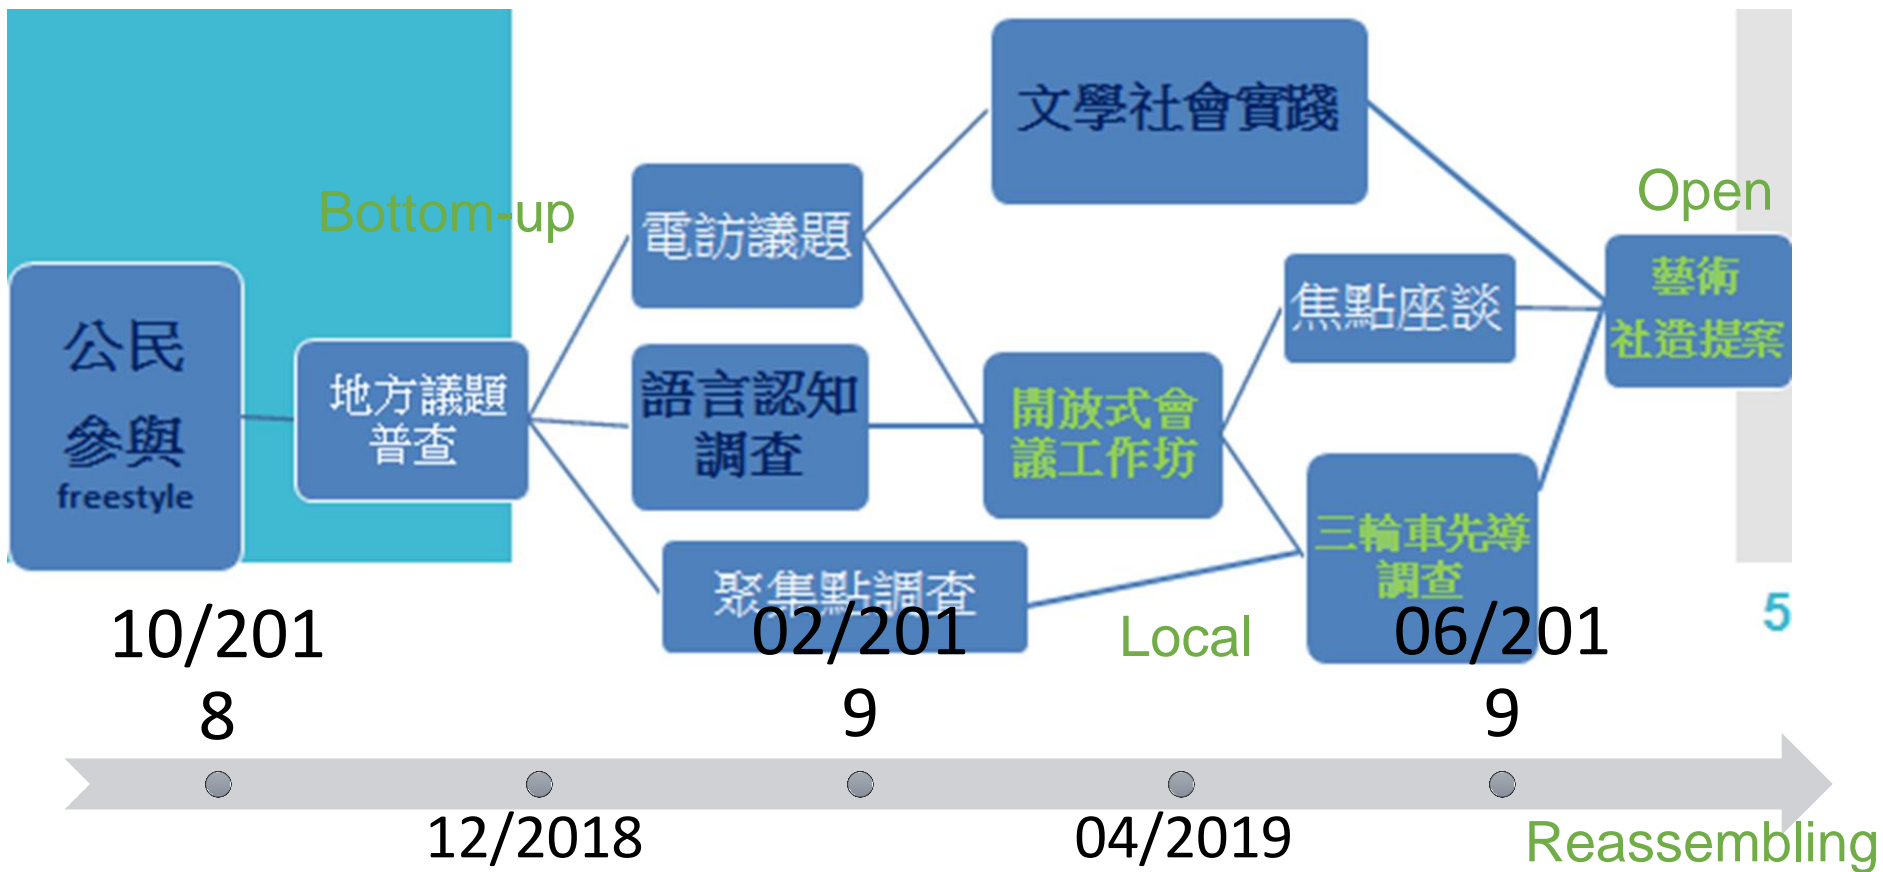 公民
參與
freestyle
Bottom-up
地方議題
普查
電訪議題
語言認知
調查
聚集點調查
文學社會實踐
開放式會
議工作坊
焦點座談
三輪車先導
調查
Open
藝術
社造提案
Local
5
10/201
8
12/2018
02/201
9
04/2019
06/201
9
Reassembling